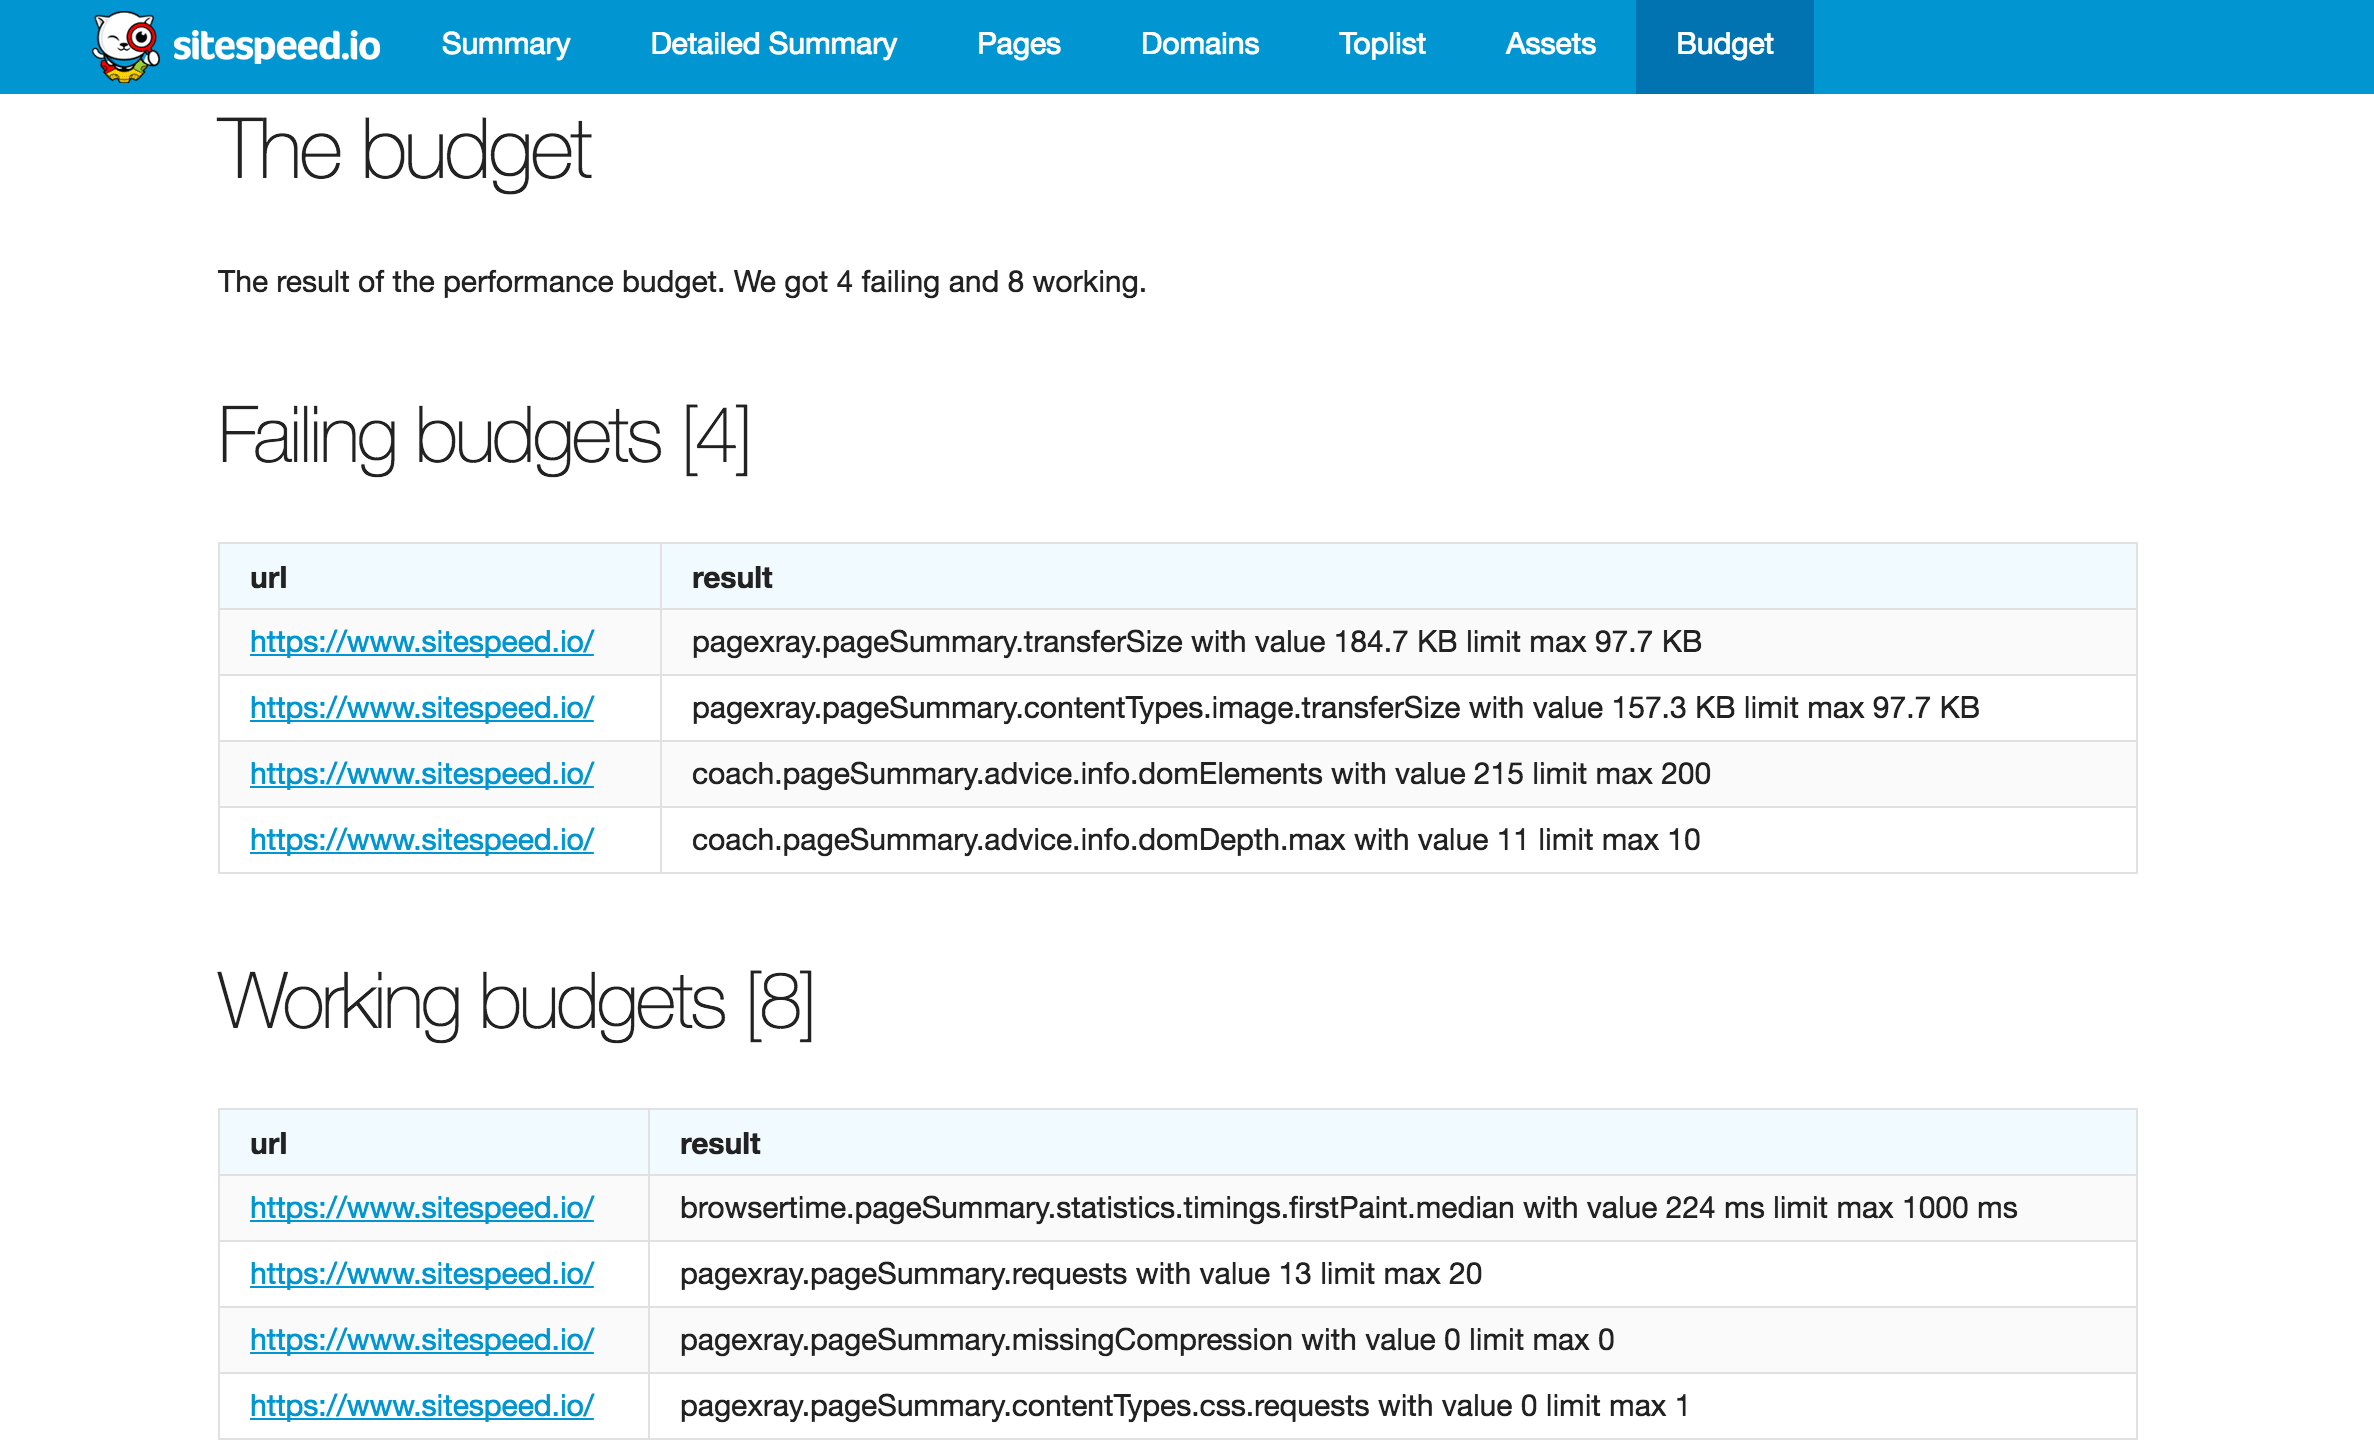 sitespeed.io Summary Detailed Summary Pages Domains Toplist Assets Budget
The budget
The result of the performance budget. We got 4 failing and 8 working.
Failing budgets [4]
url result
https://www.sitespeed.io/ pagexray.pageSummary.transferSize with value 184.7 KB limit max 97.7 KB
https://www.sitespeed.io/ pagexray.pageSummary.contentTypes.image.transferSize with value 157.3 KB limit max 97.7 KB
https://www.sitespeed.io/ coach.pageSummary.advice.info.domElements with value 215 limit max 200
https://www.sitespeed.io/ coach.pageSummary.advice.info.domDepth.max with value 11 limit max 10
Working budgets [8]
url result
https://www.sitespeed.io/ browsertime.pageSummary.statistics.timings.firstPaint.median with value 224 ms limit max 1000 ms
https://www.sitespeed.io/ pagexray.pageSummary.requests with value 13 limit max 20
https://www.sitespeed.io/ pagexray.pageSummary.missingCompression with value 0 limit max 0
https://www.sitespeed.io/ pagexray.pageSummary.contentTypes.css.requests with value 0 limit max 1